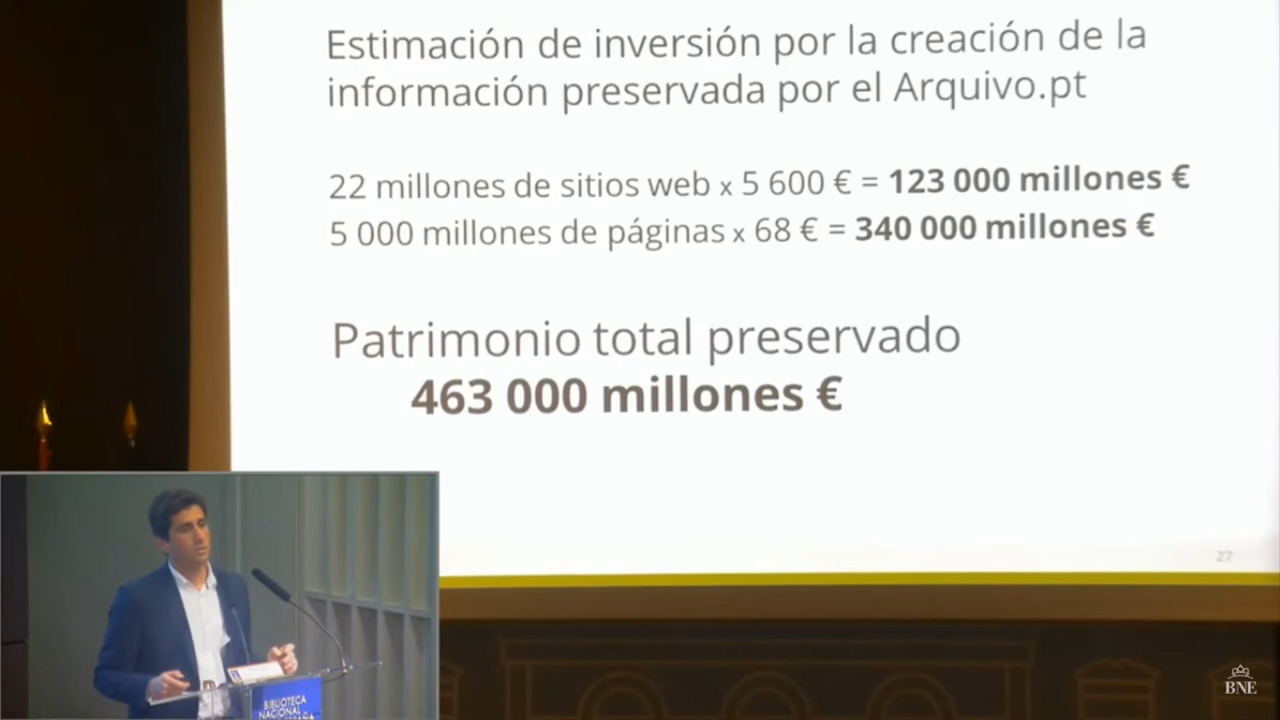 Estimación de inversión por la creación de la
información preservada por el Arquivo.pt
22 millones de sitios web x 5 600 € = 123 000 millones €
5 000 millones de páginas x 68 € = 340 000 millones €
Patrimonio total preservado
463 000 millones €
27
BIBLIOTECA
NACIONAL
ESPAÑA
BNE